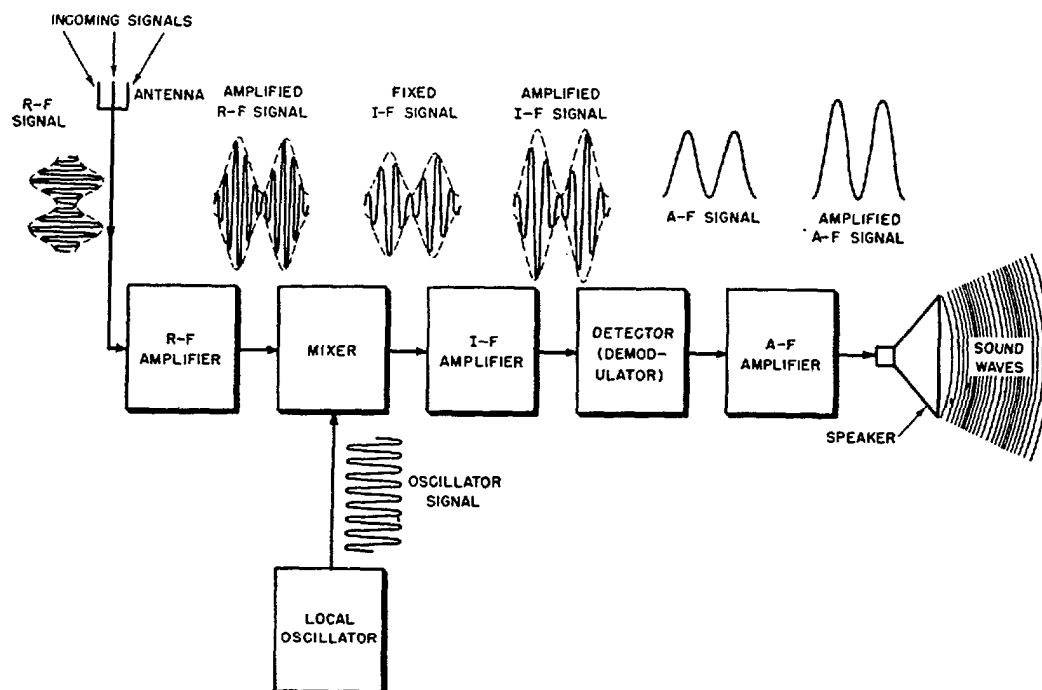 INCOMING SIGNALS
ANTENNA
R-F
SIGNAL
AMPLIFIED
R-F SIGNAL
FIXED
I-F SIGNAL
AMPLIFIED
I-F SIGNAL
A-F SIGNAL
AMPLIFIED
A-F SIGNAL
R-F
AMPLIFIER
MIXER
I-F
AMPLIFIER
DETECTOR
(DEMOD-
ULATOR)
A-F
AMPLIFIER
SOUND
WAVES
SPEAKER
OSCILLATOR
SIGNAL
LOCAL
OSCILLATOR